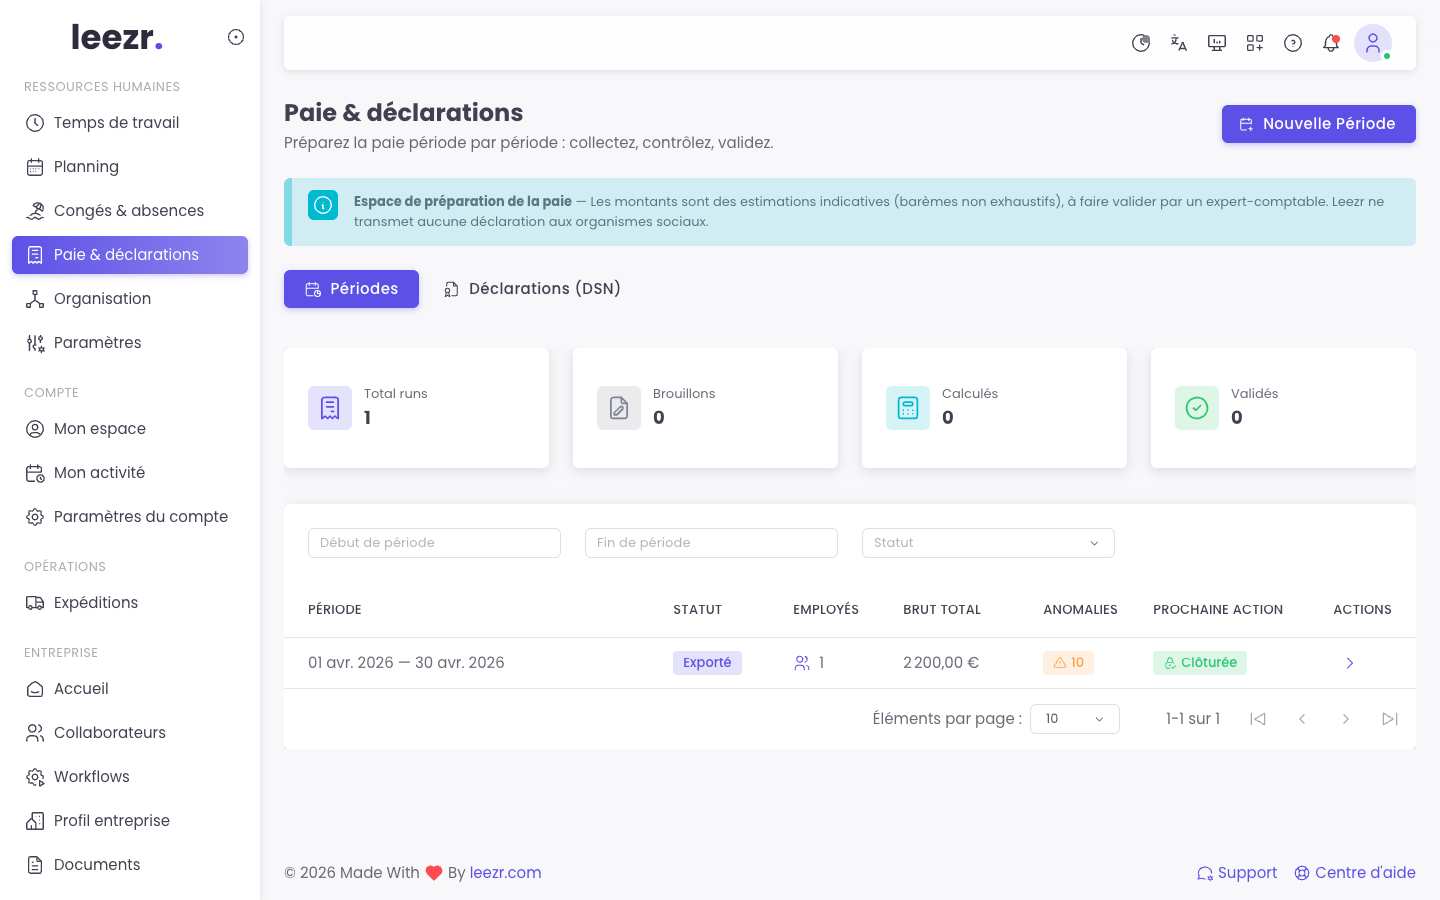 leezr.
RESSOURCES HUMAINES
Temps de travail
Planning
Congés & absences
Paie & déclarations
Organisation
Paramètres
COMPTE
Mon espace
Mon activité
Paramètres du compte
OPÉRATIONS
Expéditions
ENTREPRISE
Accueil
Collaborateurs
Workflows
Profil entreprise
Documents
Paie & déclarations
Préparez la paie période par période : collectez, contrôlez, validez.
Nouvelle Période
Espace de préparation de la paie — Les montants sont des estimations indicatives (barèmes non exhaustifs), à faire valider par un expert-comptable. Leezr ne
transmet aucune déclaration aux organismes sociaux.
Périodes
Déclarations (DSN)
Total runs
1
Brouillons
0
Calculés
0
Validés
0
Début de période
Fin de période
Statut
PÉRIODE STATUT EMPLOYÉS BRUT TOTAL ANOMALIES PROCHAINE ACTION ACTIONS
01 avr. 2026 — 30 avr. 2026 Exporté 1 2 200,00 € 10 Clôturée
Éléments par page : 10 1-1 sur 1
© 2026 Made With By leezr.com
Support
Centre d'aide